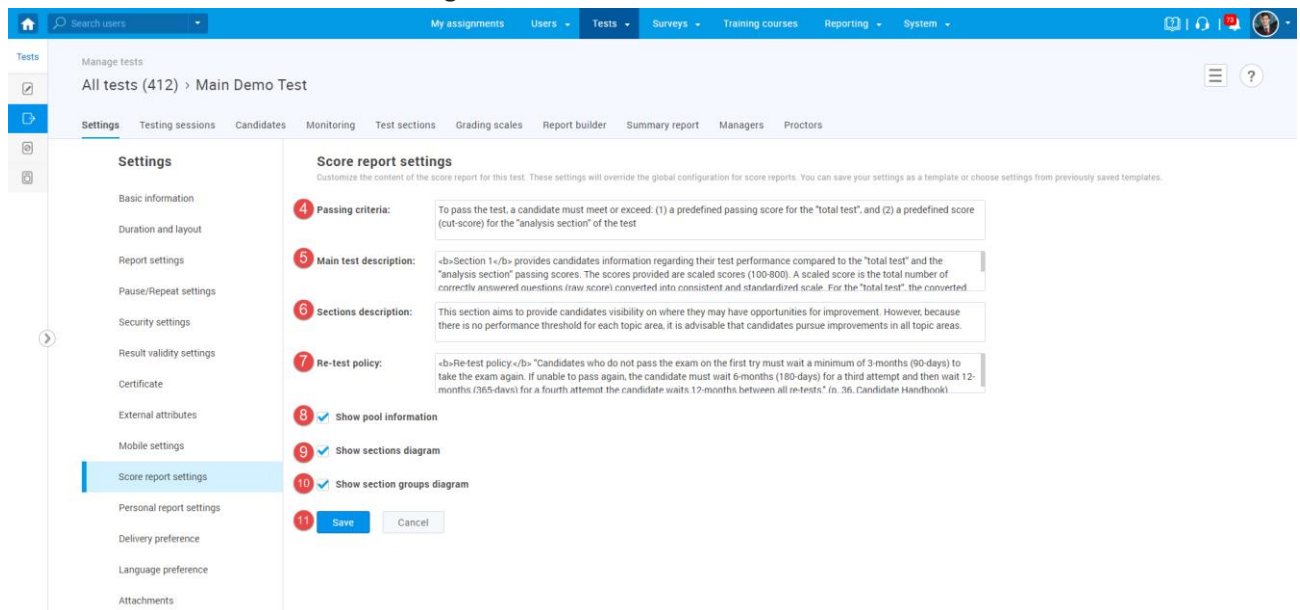 Search users
My assignments
Users
Tests
Surveys
Training courses
Reporting
System
Tests
Manage tests
All tests (412) › Main Demo Test
?
Settings
Testing sessions
Candidates
Monitoring
Test sections
Grading scales
Report builder
Summary report
Managers
Proctors
Settings
Basic information
Duration and layout
Report settings
Pause/Repeat settings
Security settings
Result validity settings
Certificate
External attributes
Mobile settings
Score report settings
Personal report settings
Delivery preference
Language preference
Attachments
Score report settings
Customize the content of the score report for this test. These settings will override the global configuration for score reports. You can save your settings as a template or choose settings from previously saved templates.
4 Passing criteria:
To pass the test, a candidate must meet or exceed: (1) a predefined passing score for the "total test", and (2) a predefined score
(cut-score) for the "analysis section" of the test
5 Main test description:
<b>Section 1</b> provides candidates information regarding their test performance compared to the "total test" and the
"analysis section" passing scores. The scores provided are scaled scores (100-800). A scaled score is the total number of
correctly answered questions (raw score) converted into consistent and standardized scale. For the "total test", the converted
6 Sections description:
This section aims to provide candidates visibility on where they may have opportunities for improvement. However, because
there is no performance threshold for each topic area, it is advisable that candidates pursue improvements in all topic areas.
7 Re-test policy:
<b>Re-test policy.</b> "Candidates who do not pass the exam on the first try must wait a minimum of 3-months (90-days) to
take the exam again. If unable to pass again, the candidate must wait 6-months (180-days) for a third attempt and then wait 12-
months (365-days) for a fourth attempt the candidate waits 12-months between all re-tests." (p. 36, Candidate Handbook)
8 Show pool information
9 Show sections diagram
10 Show section groups diagram
11 Save
Cancel